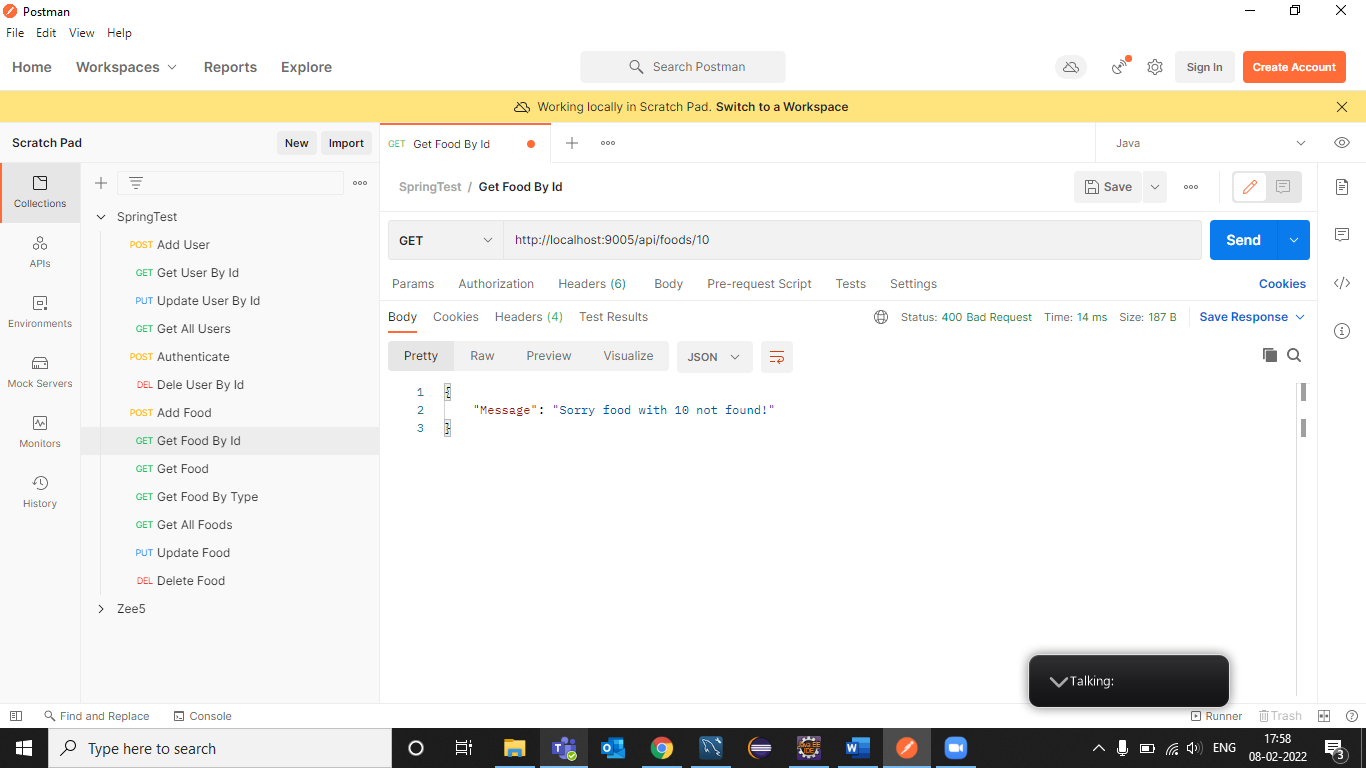 Postman
File Edit View Help
Home Workspaces Reports Explore Search Postman Sign In Create Account
Working locally in Scratch Pad. Switch to a Workspace
Scratch Pad New Import GET Get Food By Id Java
SpringTest / Get Food By Id Save
Collections
APIs
Environments
Mock Servers
Monitors
History
SpringTest
POST Add User
GET Get User By Id
PUT Update User By Id
GET Get All Users
POST Authenticate
DEL Dele User By Id
POST Add Food
GET Get Food By Id
GET Get Food
GET Get Food By Type
GET Get All Foods
PUT Update Food
DEL Delete Food
Zee5
GET http://localhost:9005/api/foods/10 Send
Params Authorization Headers (6) Body Pre-request Script Tests Settings Cookies
Body Cookies Headers (4) Test Results Status: 400 Bad Request Time: 14 ms Size: 187 B Save Response
Pretty Raw Preview Visualize JSON
1 {
2 "Message": "Sorry food with 10 not found!"
3 }
Talking:
Find and Replace Console Runner Trash
Type here to search ENG 17:58
08-02-2022 3